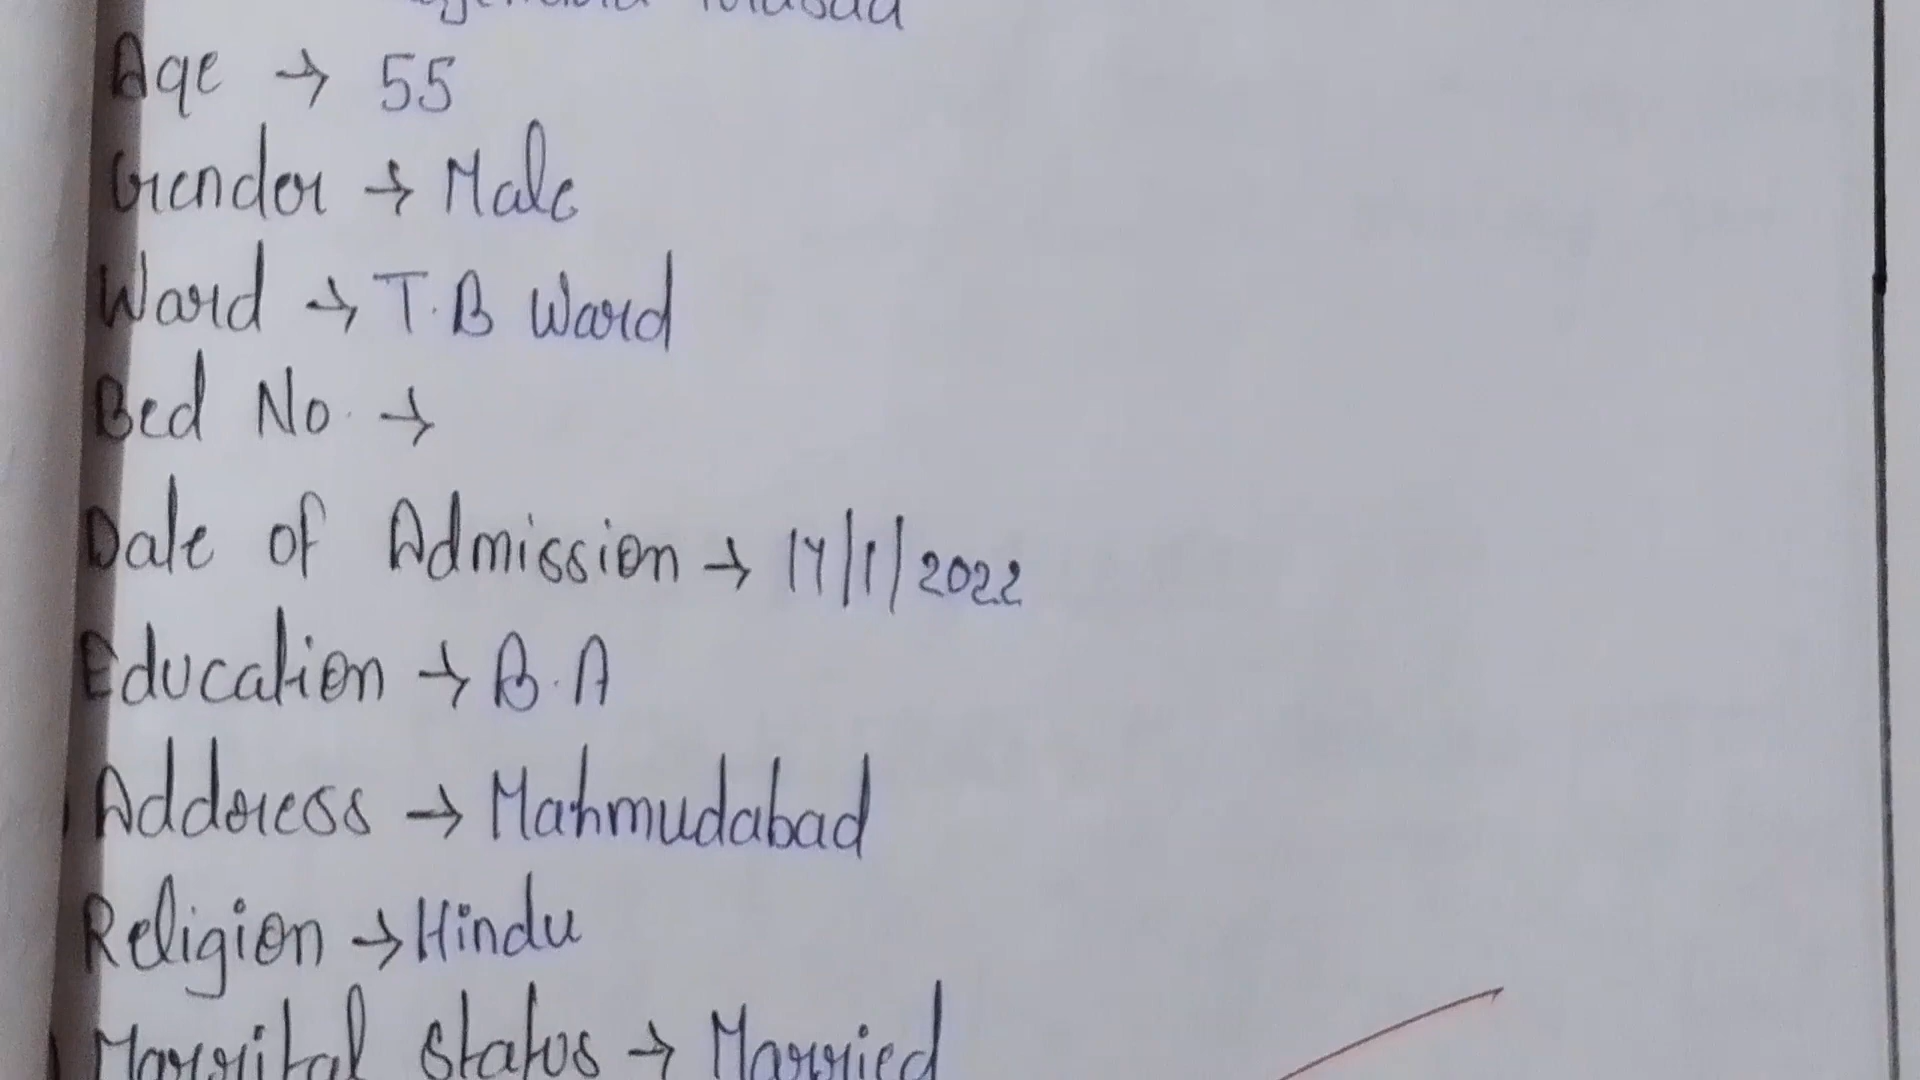 Age → 55
Gender → Male
Ward → T.B Ward
Bed No. →
Date of Admission → 14/1/2022
Education → B.A
Address → Mahmudabad
Religion → Hindu
Marrital status → Married